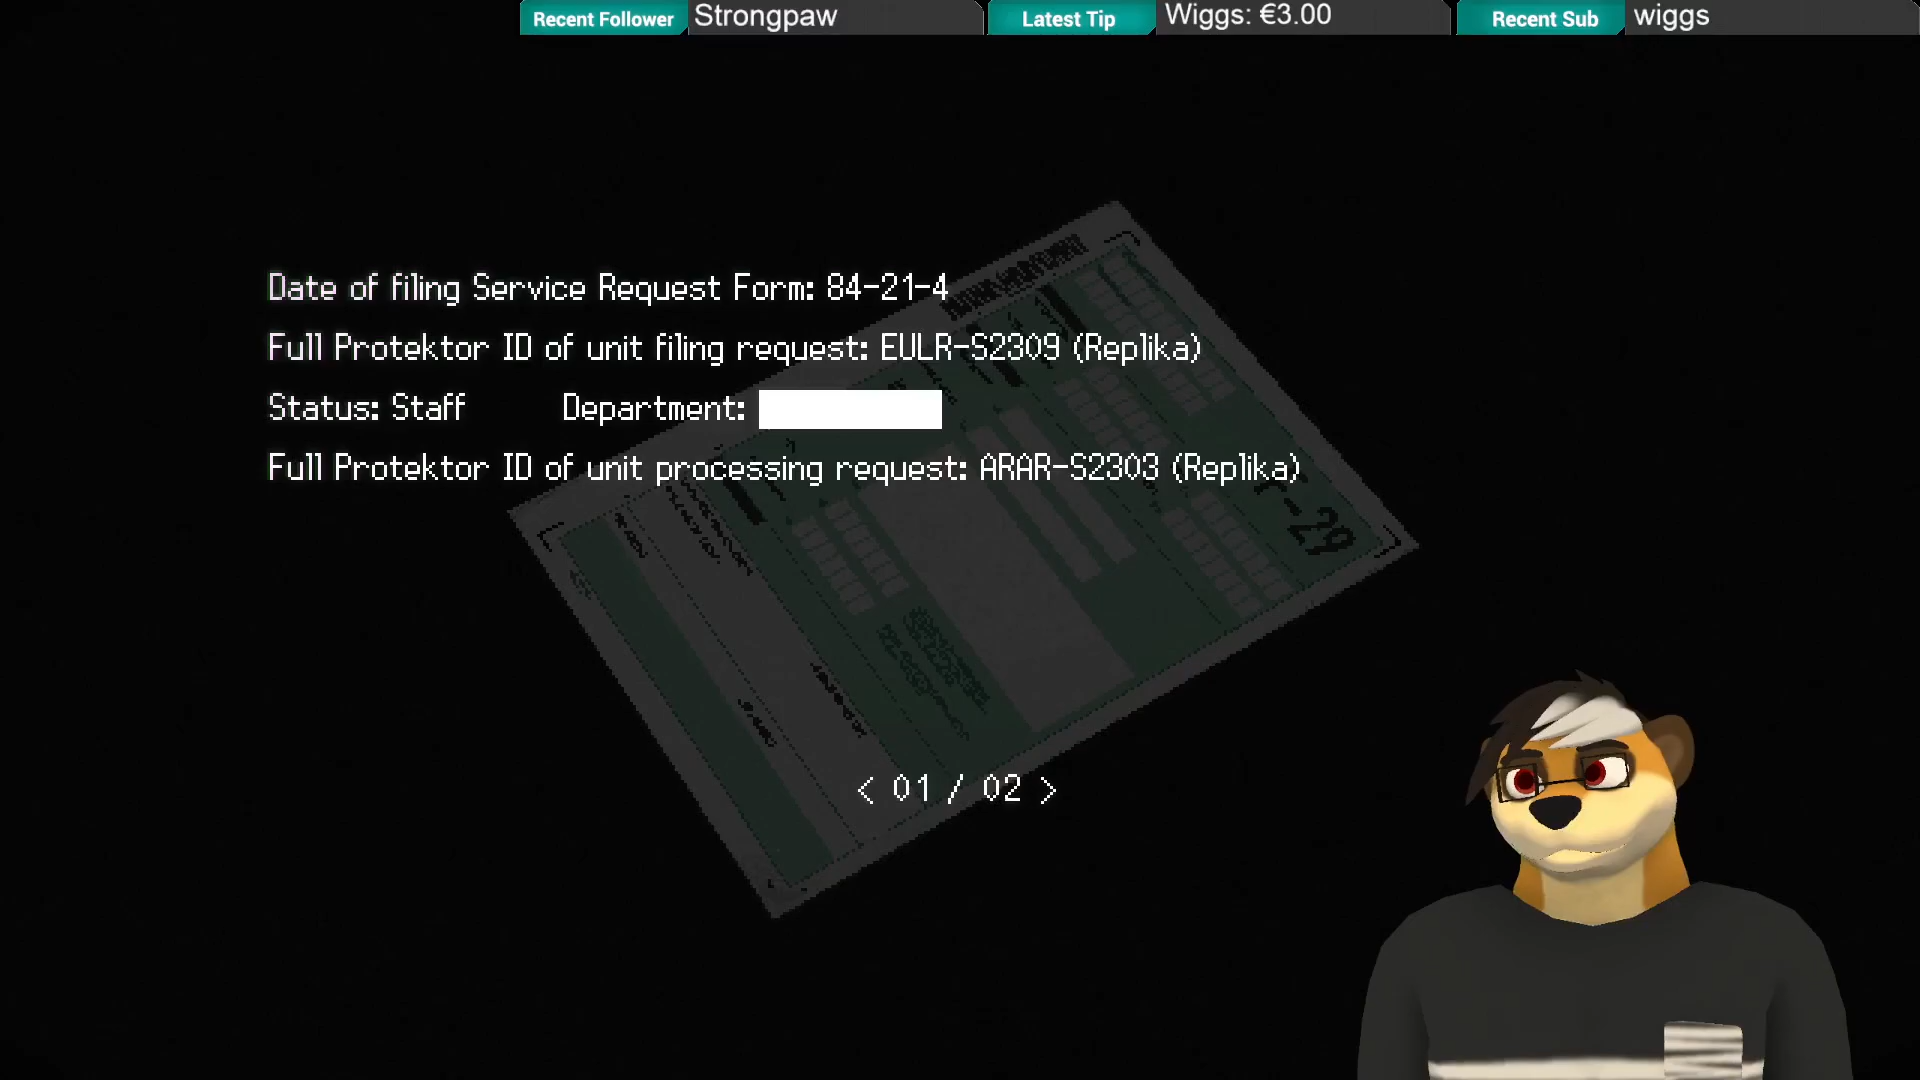 Recent Follower Strongpaw Latest Tip Wiggs: €3.00 Recent Sub wiggs
Date of filing Service Request Form: 84-21-4
Full Protektor ID of unit filing request: EULR-S2309 (Replika)
Status: Staff Department:
Full Protektor ID of unit processing request: ARAR-S2303 (Replika)
< 01 / 02 >